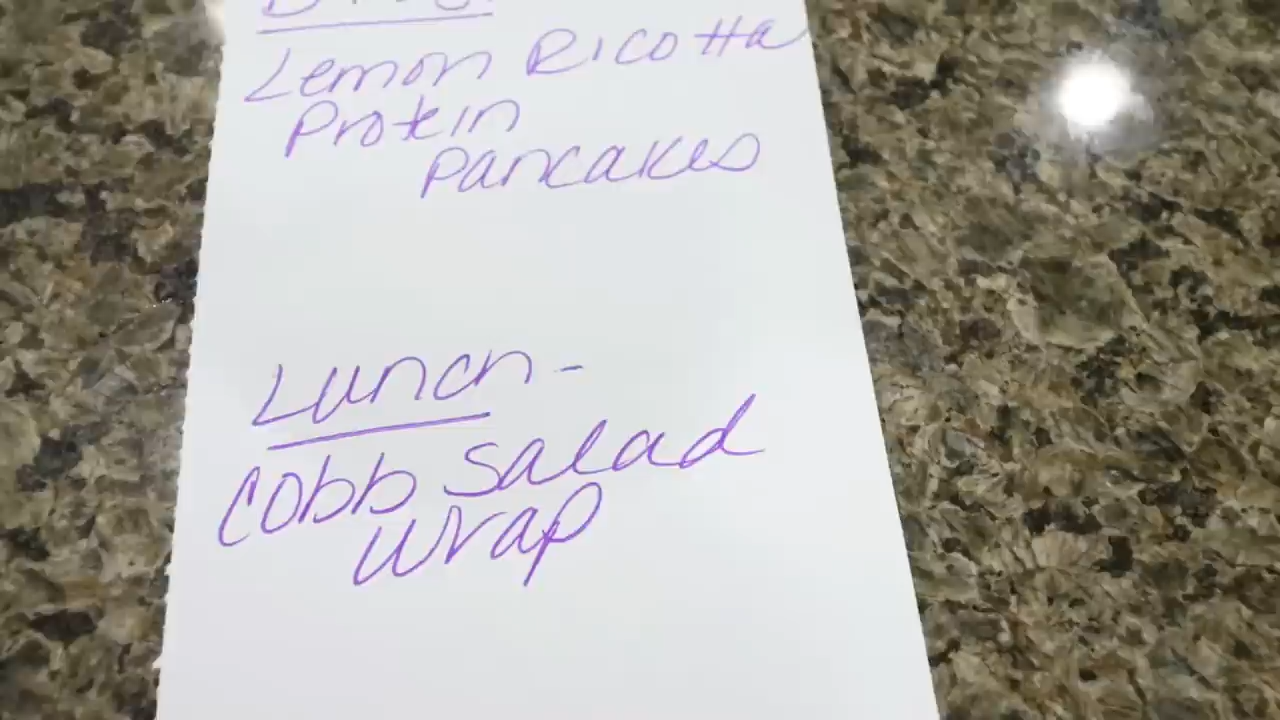 Lemon Ricotta
Protein
Pancakes
Lunch-
Cobb Salad
Wrap